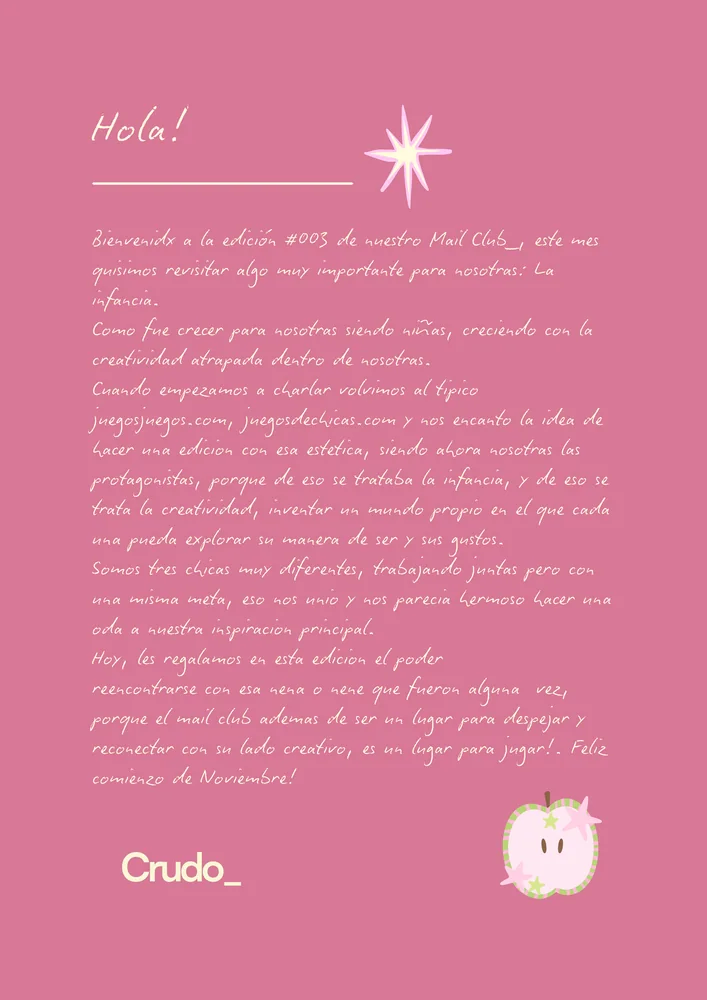 Hola!
Bienvenidx a la edición #003 de nuestro Mail Club_, este mes
quisimos revisitar algo muy importante para nosotras: La
infancia.
Como fue crecer para nosotras siendo niñas, creciendo con la
creatividad atrapada dentro de nosotras.
Cuando empezamos a charlar volvimos al típico
juegosjuegos.com, juegosdechicas.com y nos encanto la idea de
hacer una edicion con esa estetica, siendo ahora nosotras las
protagonistas, porque de eso se trataba la infancia, y de eso se
trata la creatividad, inventar un mundo propio en el que cada
una pueda explorar su manera de ser y sus gustos.
Somos tres chicas muy diferentes, trabajando juntas pero con
una misma meta, eso nos unio y nos parecia hermoso hacer una
oda a nuestra inspiracion principal.
Hoy, les regalamos en esta edicion el poder
reencontrarse con esa nena o nene que fueron alguna vez,
porque el mail club ademas de ser un lugar para despejar y
reconectar con su lado creativo, es un lugar para jugar!. Feliz
comienzo de Noviembre!
Crudo_